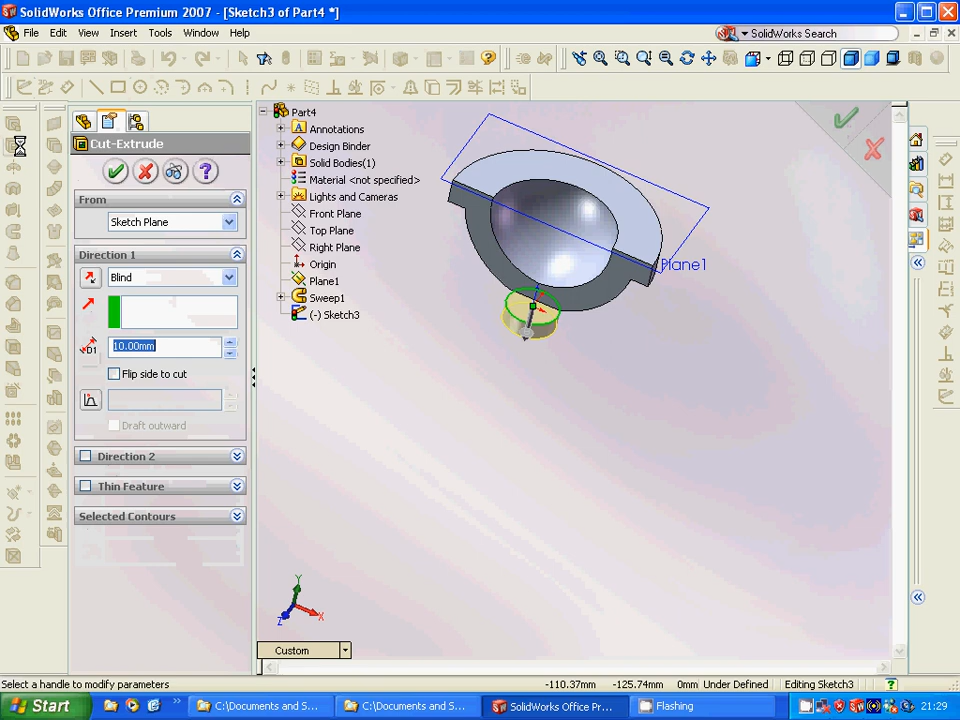 SolidWorks Office Premium 2007 - [Sketch3 of Part4 *]
File Edit View Insert Tools Window Help
SolidWorks Search
Cut-Extrude
From
Sketch Plane
Direction 1
Blind
D1
10.00mm
Flip side to cut
Draft outward
Direction 2
Thin Feature
Selected Contours
Part4
Annotations
Design Binder
Solid Bodies(1)
Material <not specified>
Lights and Cameras
Front Plane
Top Plane
Right Plane
Origin
Plane1
Sweep1
(-) Sketch3
Plane1
Y
X
Z
Custom
Select a handle to modify parameters
-110.37mm -125.74mm 0mm Under Defined Editing Sketch3
Start
C:\Documents and S...
C:\Documents and S...
SolidWorks Office Pr...
Flashing
21:29